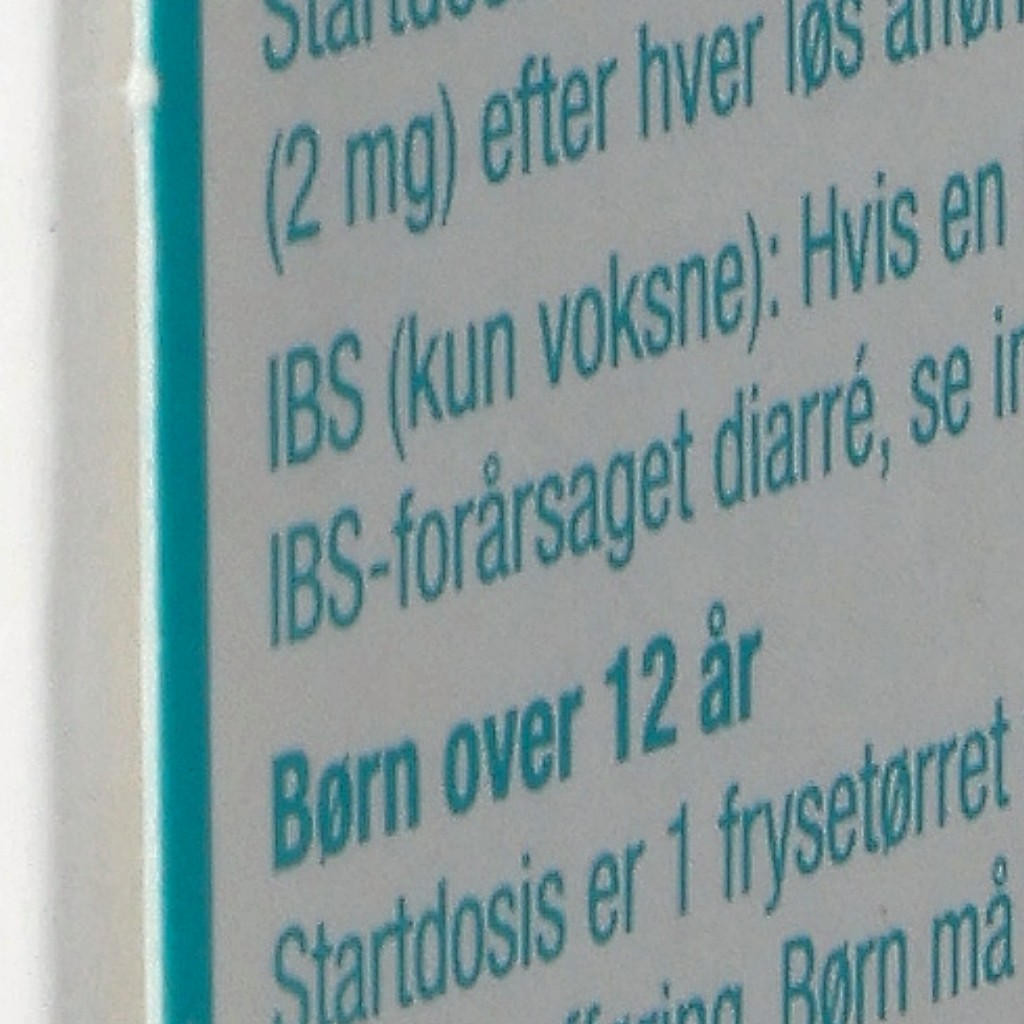 (2 mg) efter hver løs
IBS (kun voksne): Hvis en
IBS-forårsaget diarré, se
Børn over 12 år
Startdosis er 1 frysetørret
Børn må